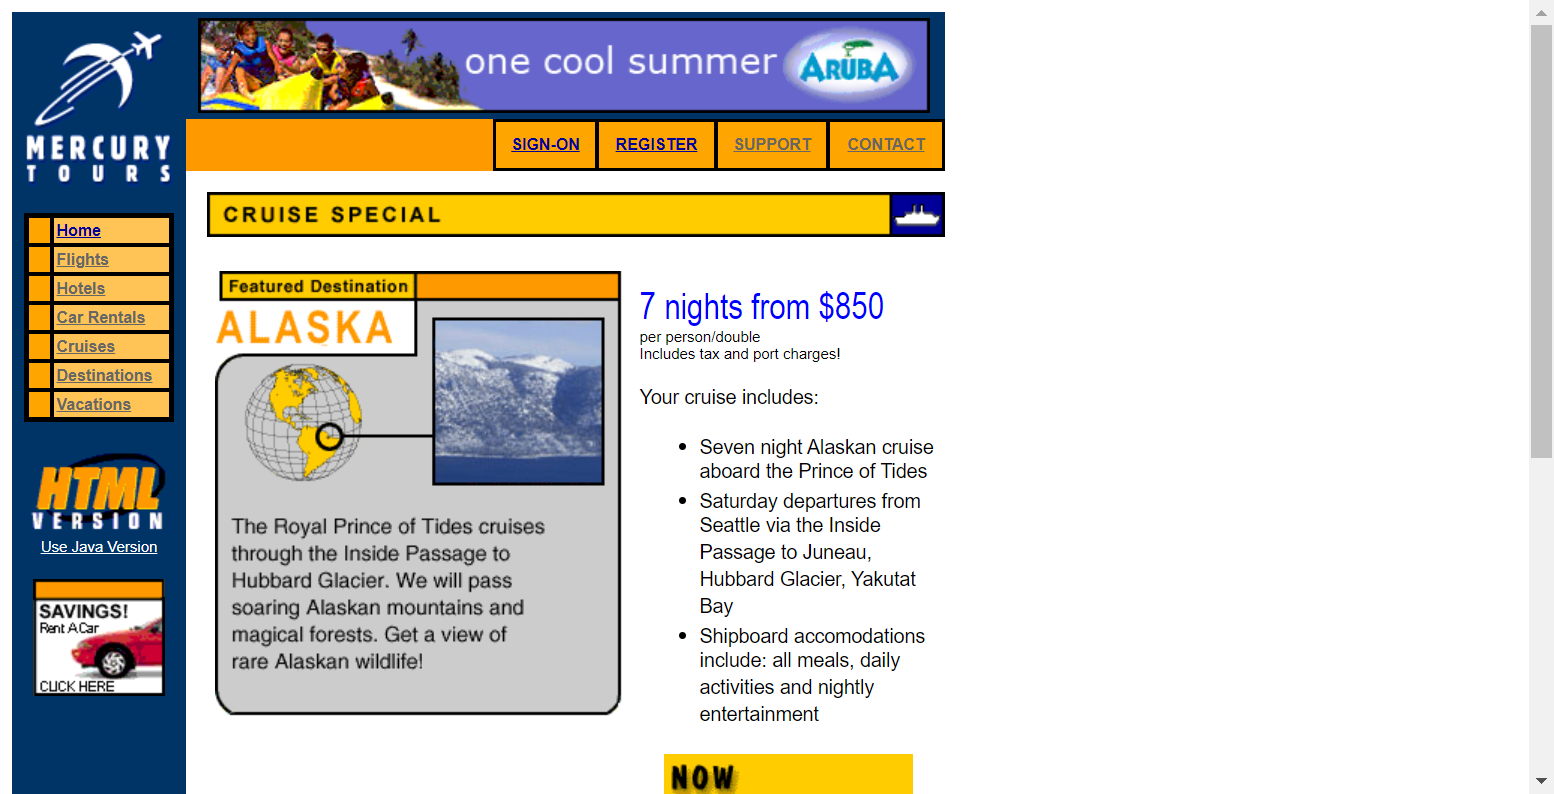 one cool summer ARUBA
MERCURY
TOURS
SIGN-ON REGISTER SUPPORT CONTACT
CRUISE SPECIAL
Home
Flights
Hotels
Car Rentals
Cruises
Destinations
Vacations
HTML
VERSION
Use Java Version
SAVINGS!
Rent A Car
CLICK HERE
Featured Destination
ALASKA
The Royal Prince of Tides cruises
through the Inside Passage to
Hubbard Glacier. We will pass
soaring Alaskan mountains and
magical forests. Get a view of
rare Alaskan wildlife!
7 nights from $850
per person/double
Includes tax and port charges!
Your cruise includes:
Seven night Alaskan cruise
aboard the Prince of Tides
Saturday departures from
Seattle via the Inside
Passage to Juneau,
Hubbard Glacier, Yakutat
Bay
Shipboard accomodations
include: all meals, daily
activities and nightly
entertainment
NOW